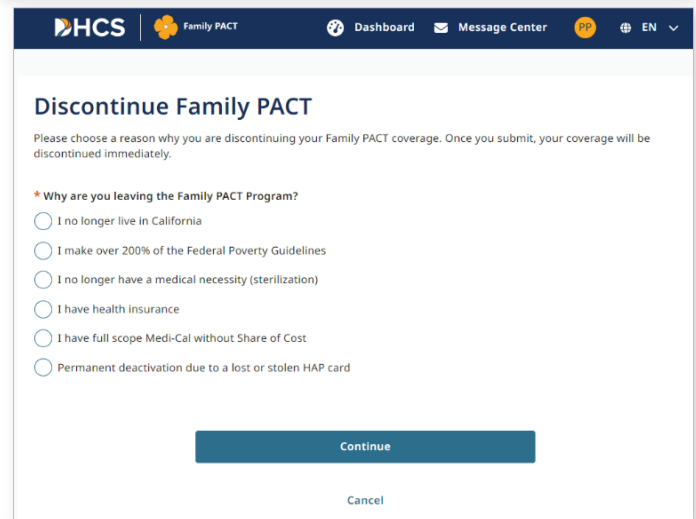 DHCS Family PACT Dashboard Message Center PP EN
Discontinue Family PACT
Please choose a reason why you are discontinuing your Family PACT coverage. Once you submit, your coverage will be
discontinued immediately.
* Why are you leaving the Family PACT Program?
I no longer live in California
I make over 200% of the Federal Poverty Guidelines
I no longer have a medical necessity (sterilization)
I have health insurance
I have full scope Medi-Cal without Share of Cost
Permanent deactivation due to a lost or stolen HAP card
Continue
Cancel